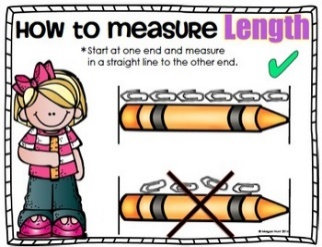 How to measure Length
*Start at one end and measure
in a straight line to the other end.